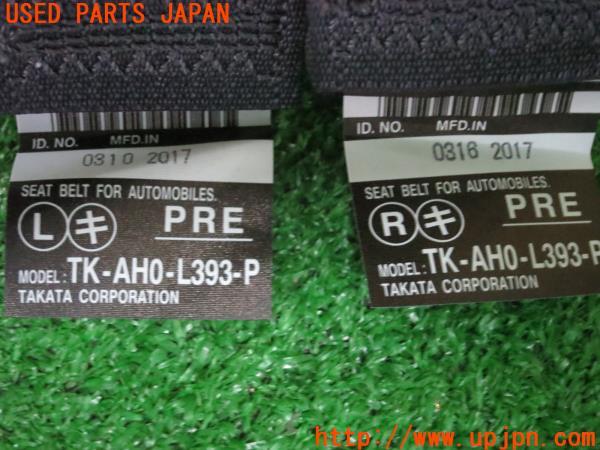 USED PARTS JAPAN
ID. NO. MFD.IN
0310 2017
SEAT BELT FOR AUTOMOBILES.
L キ PRE
MODEL : TK-AH0-L393-P
TAKATA CORPORATION
ID. NO. MFD.IN
0316 2017
SEAT BELT FOR AUTOMOBILES.
R キ PRE
MODEL : TK-AH0-L393-P
TAKATA CORPORATION
http://www.upjpn.com/